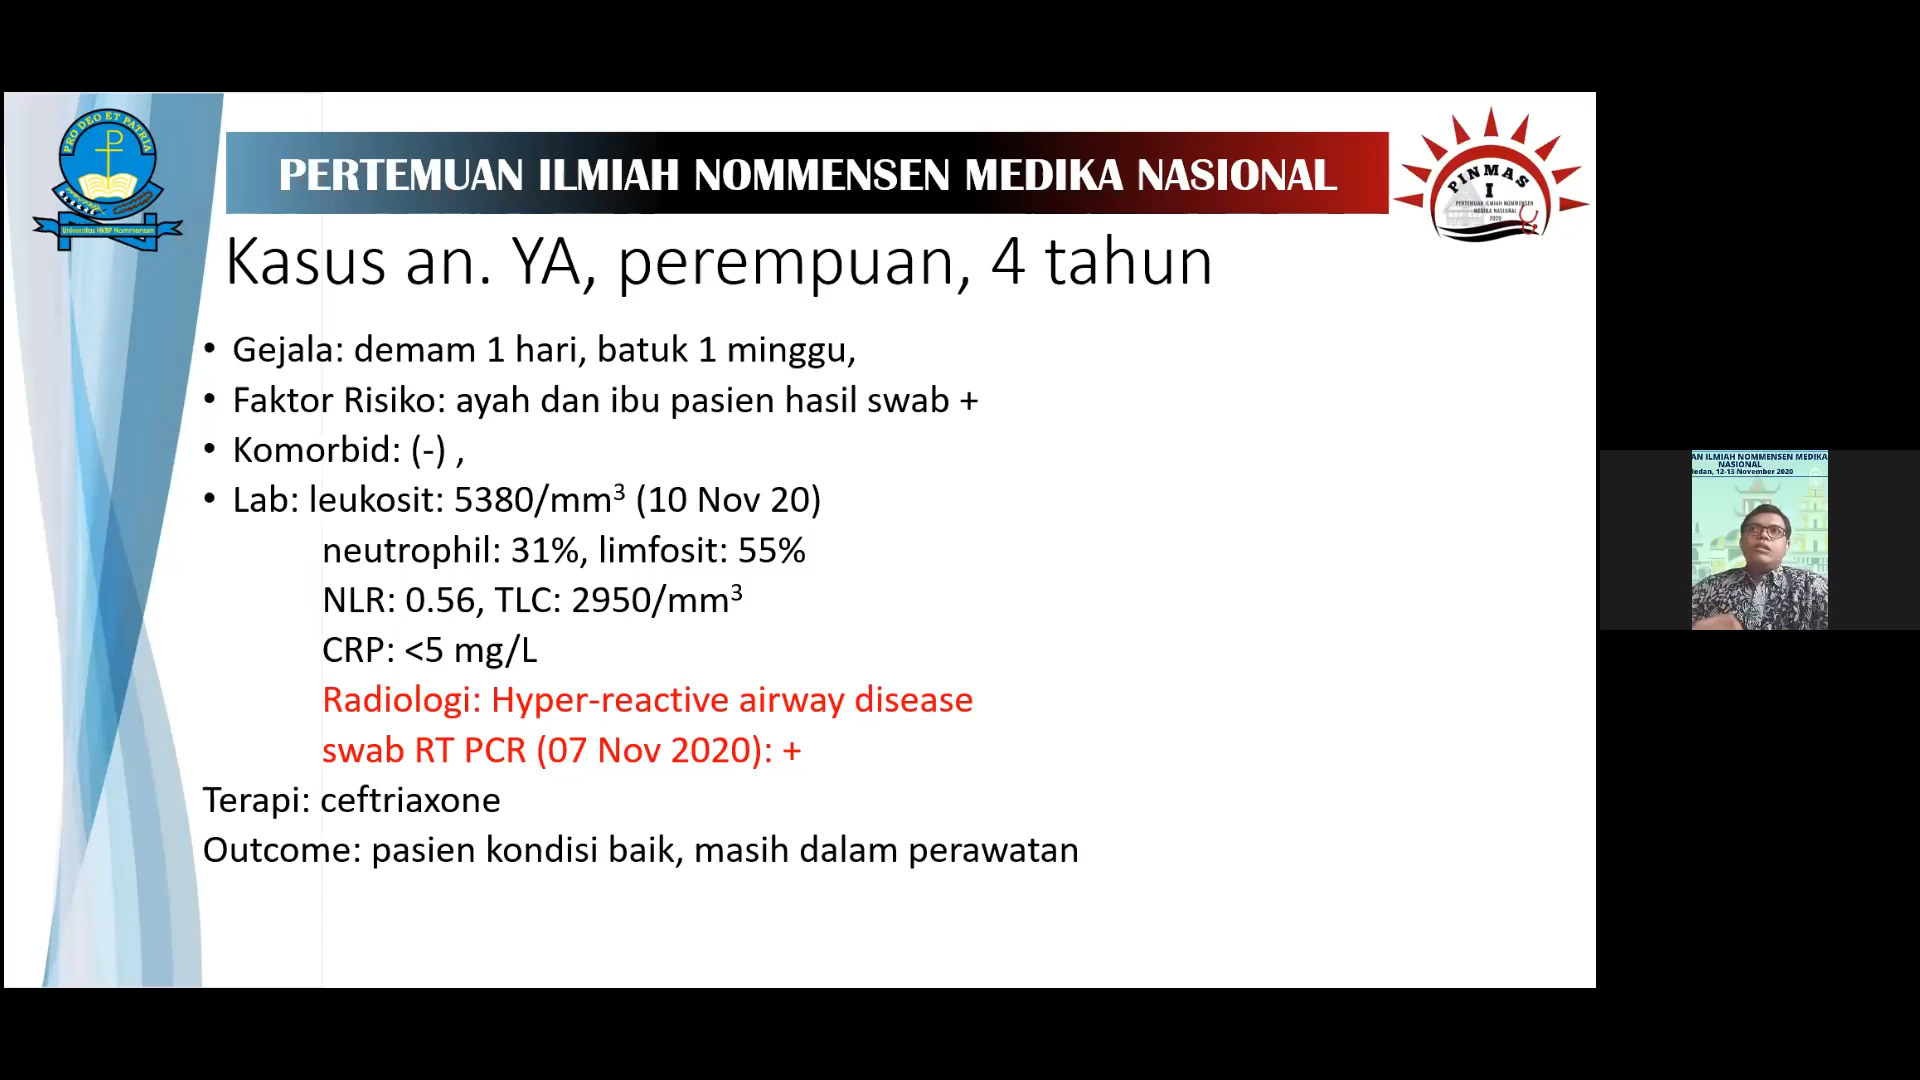 PRO DEO ET PATRIA
Universitas HKBP Nommensen
PERTEMUAN ILMIAH NOMMENSEN MEDIKA NASIONAL
PINMAS
I
PERTEMUAN ILMIAH NOMMENSEN
MEDIKA NASIONAL
2020
Kasus an. YA, perempuan, 4 tahun
• Gejala: demam 1 hari, batuk 1 minggu,
• Faktor Risiko: ayah dan ibu pasien hasil swab +
• Komorbid: (-) ,
• Lab: leukosit: 5380/mm³ (10 Nov 20)
neutrophil: 31%, limfosit: 55%
NLR: 0.56, TLC: 2950/mm³
CRP: <5 mg/L
Radiologi: Hyper-reactive airway disease
swab RT PCR (07 Nov 2020): +
Terapi: ceftriaxone
Outcome: pasien kondisi baik, masih dalam perawatan
AN ILMIAH NOMMENSEN MEDIKA
NASIONAL
edan, 12-13 November 2020